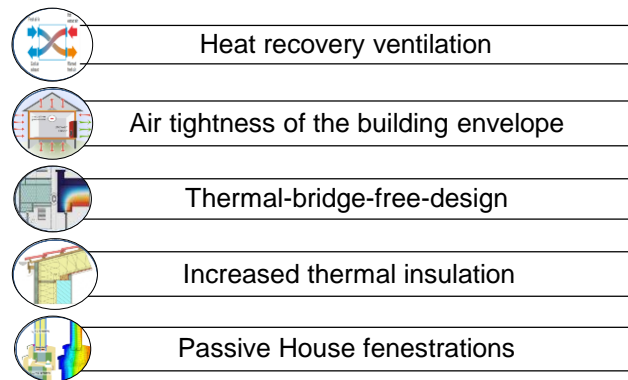 Heat recovery ventilation
Air tightness of the building envelope
Thermal-bridge-free-design
Increased thermal insulation
Passive House fenestrations